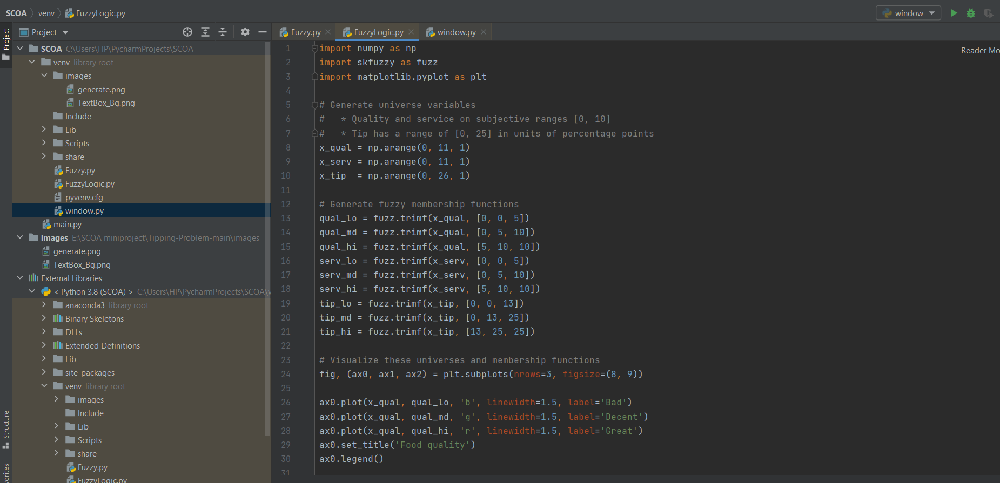 SCOA venv FuzzyLogic.py
window
Project
Project
Fuzzy.py FuzzyLogic.py window.py
SCOA C:\Users\HP\PycharmProjects\SCOA
venv library root
images
generate.png
TextBox_Bg.png
Include
Lib
Scripts
share
Fuzzy.py
FuzzyLogic.py
pyvenv.cfg
window.py
main.py
images E:\SCOA miniproject\Tipping-Problem-main\images
generate.png
TextBox_Bg.png
External Libraries
< Python 3.8 (SCOA) > C:\Users\HP\PycharmProjects\SCOA\v
anaconda3 library root
Binary Skeletons
DLLs
Extended Definitions
Lib
site-packages
venv library root
images
Include
Lib
Scripts
share
Fuzzy.py
FuzzyLogic.py
Structure
vorites
Reader Mo
1 import numpy as np
2 import skfuzzy as fuzz
3 import matplotlib.pyplot as plt
4
5 # Generate universe variables
6 #   * Quality and service on subjective ranges [0, 10]
7 #   * Tip has a range of [0, 25] in units of percentage points
8 x_qual = np.arange(0, 11, 1)
9 x_serv = np.arange(0, 11, 1)
10 x_tip  = np.arange(0, 26, 1)
11
12 # Generate fuzzy membership functions
13 qual_lo = fuzz.trimf(x_qual, [0, 0, 5])
14 qual_md = fuzz.trimf(x_qual, [0, 5, 10])
15 qual_hi = fuzz.trimf(x_qual, [5, 10, 10])
16 serv_lo = fuzz.trimf(x_serv, [0, 0, 5])
17 serv_md = fuzz.trimf(x_serv, [0, 5, 10])
18 serv_hi = fuzz.trimf(x_serv, [5, 10, 10])
19 tip_lo = fuzz.trimf(x_tip, [0, 0, 13])
20 tip_md = fuzz.trimf(x_tip, [0, 13, 25])
21 tip_hi = fuzz.trimf(x_tip, [13, 25, 25])
22
23 # Visualize these universes and membership functions
24 fig, (ax0, ax1, ax2) = plt.subplots(nrows=3, figsize=(8, 9))
25
26 ax0.plot(x_qual, qual_lo, 'b', linewidth=1.5, label='Bad')
27 ax0.plot(x_qual, qual_md, 'g', linewidth=1.5, label='Decent')
28 ax0.plot(x_qual, qual_hi, 'r', linewidth=1.5, label='Great')
29 ax0.set_title('Food quality')
30 ax0.legend()
31